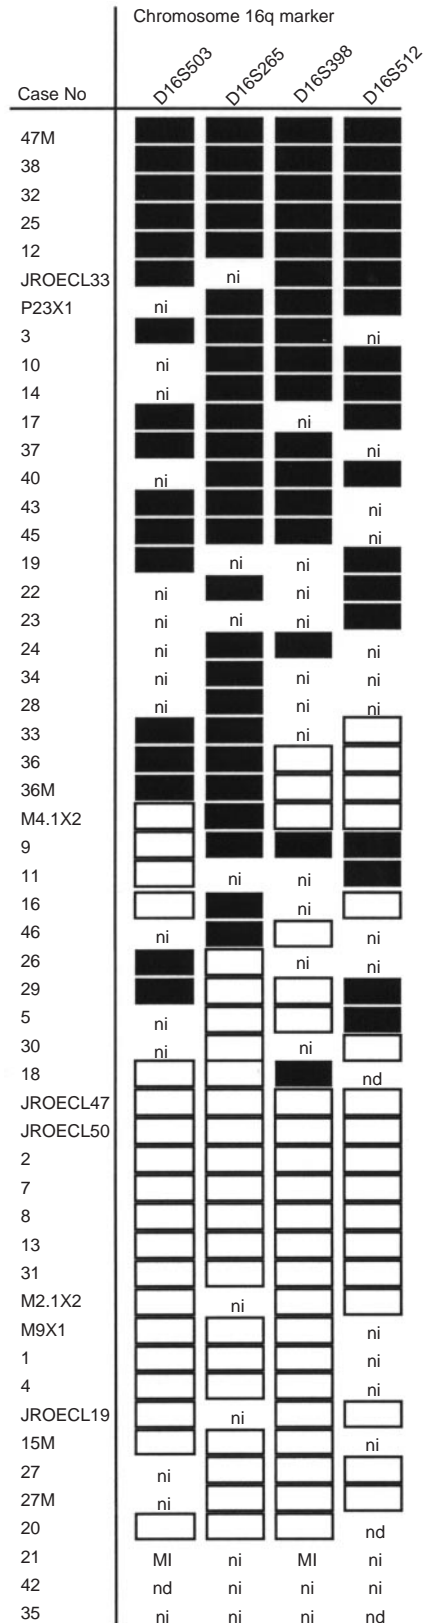 Chromosome 16q marker
Case No D16S503 D16S265 D16S398 D16S512
47M
38
32
25
12
JROECL33 ni
P23X1 ni
3 ni
10 ni
14 ni
17 ni
37 ni
40 ni
43 ni
45 ni
19 ni ni
22 ni ni
23 ni ni ni
24 ni ni
34 ni ni ni
28 ni ni ni
33 ni
36
36M
M4.1X2
9
11 ni ni
16 ni
46 ni ni
26 ni ni
29
5 ni
30 ni ni
18 nd
JROECL47
JROECL50
2
7
8
13
31
M2.1X2 ni
M9X1 ni
1 ni
4 ni
JROECL19 ni
15M ni
27 ni
27M ni
20 nd
21 MI ni MI ni
42 nd ni ni ni
35 ni ni ni nd